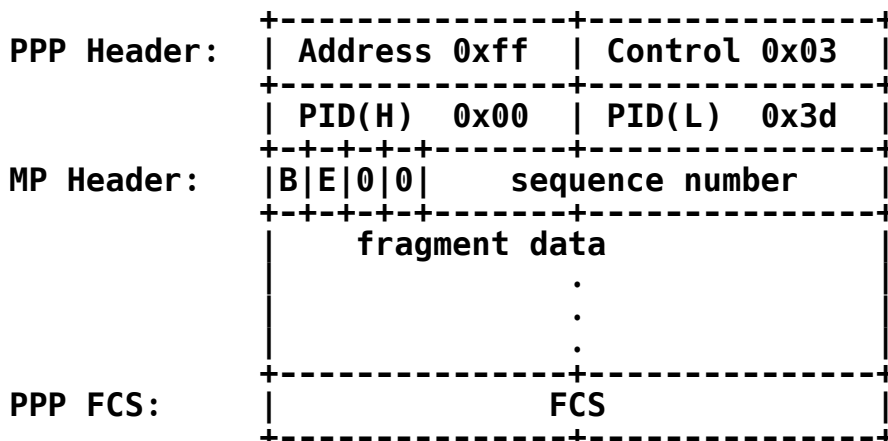 +---------------+---------------+
PPP Header:   | Address 0xff  | Control 0x03  |
+---------------+---------------+
| PID(H)  0x00  | PID(L)  0x3d  |
+-+-+-+-+-------+---------------+
MP Header:    |B|E|0|0|    sequence number    |
+-+-+-+-+-------+---------------+
|    fragment data              |
|               .               |
|               .               |
|               .               |
+---------------+---------------+
PPP FCS:      |              FCS              |
+---------------+---------------+